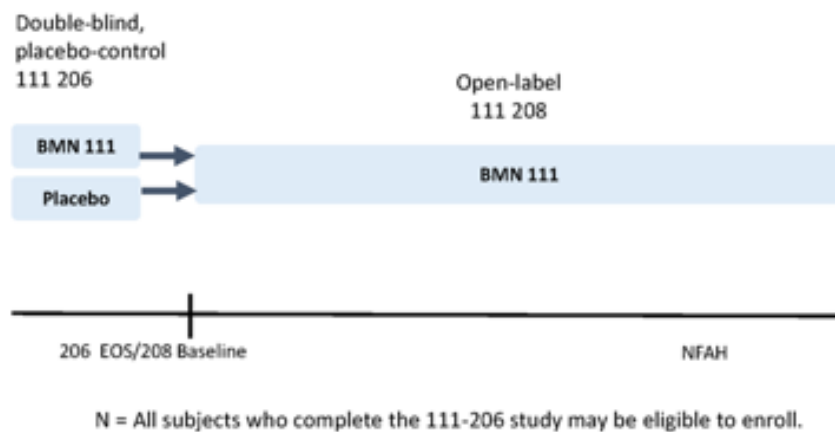 Double-blind,
placebo-control
111 206
Open-label
111 208
BMN 111
Placebo
BMN 111
206 EOS/208 Baseline
NFAH
N = All subjects who complete the 111-206 study may be eligible to enroll.